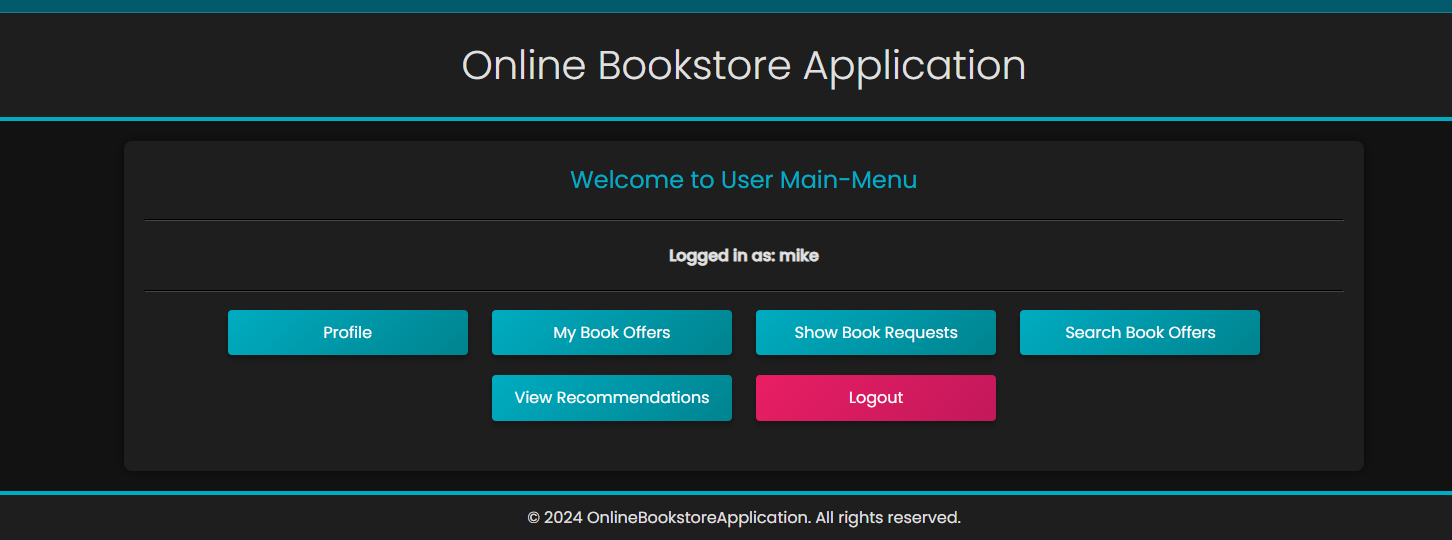 Online Bookstore Application
Welcome to User Main-Menu
Logged in as: mike
Profile
My Book Offers
Show Book Requests
Search Book Offers
View Recommendations
Logout
© 2024 OnlineBookstoreApplication. All rights reserved.